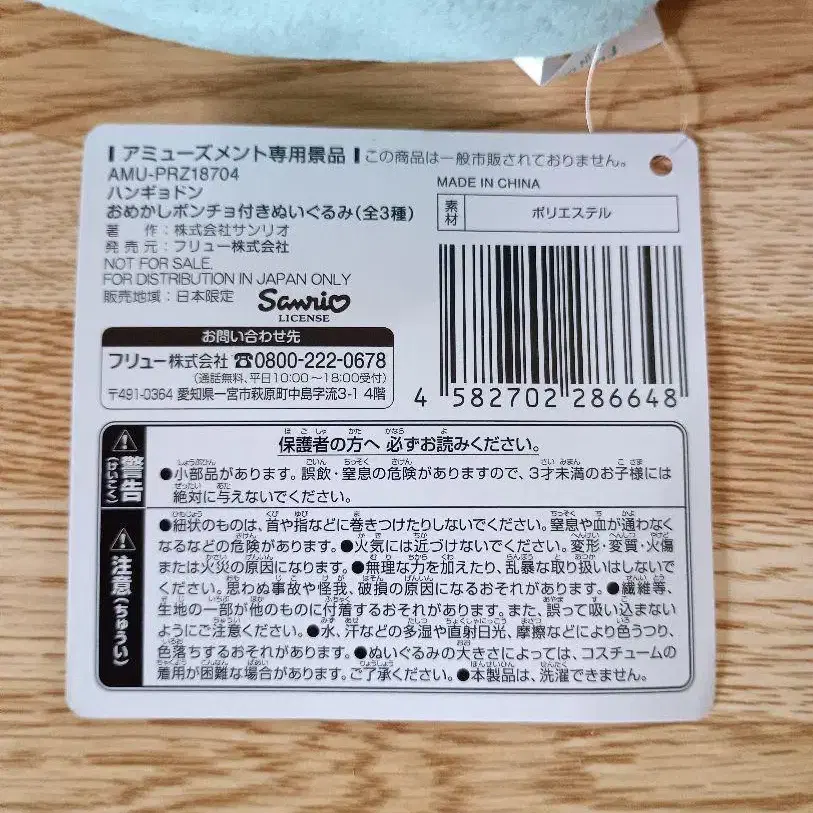 アミューズメント専用景品 この商品は一般市販されておりません。
AMU-PRZ18704
ハンギョドン
おめかしポンチョ付きぬいぐるみ(全3種)
著 作:株式会社サンリオ
発 売 元:フリュー株式会社
NOT FOR SALE.
FOR DISTRIBUTION IN JAPAN ONLY
販売地域:日本限定
Sanrio
LICENSE
MADE IN CHINA
素材 ポリエステル
4 582702 286648
お問い合わせ先
フリュー株式会社 ☎0800-222-0678
(通話無料、平日10:00~18:00受付)
〒491-0364 愛知県一宮市萩原町中島字流3-1 4階
保護者の方へ 必ずお読みください。
警告(けいこく)
●小部品があります。誤飲・窒息の危険がありますので、3才未満のお子様には
絶対に与えないでください。
注意(ちゅうい)
●細状のものは、首や指などに巻きつけたりしないでください。窒息や血が通わなく
なるなどの危険があります。●火気には近づけないでください。変形・変質・火傷
または火災の原因になります。●無理な力を加えたり、乱暴な取り扱いはしないで
ください。思わぬ事故や怪我、破損の原因になるおそれがあります。●繊維等、
生地の一部が他のものに付着するおそれがあります。また、誤って吸い込まない
ようにご注意ください。●水、汗などの多湿や直射日光、摩擦などにより色うつり、
色落ちするおそれがあります。●ぬいぐるみの大きさによっては、コスチュームの
着用が困難な場合があります。ご了承ください。●本製品は、洗濯できません。